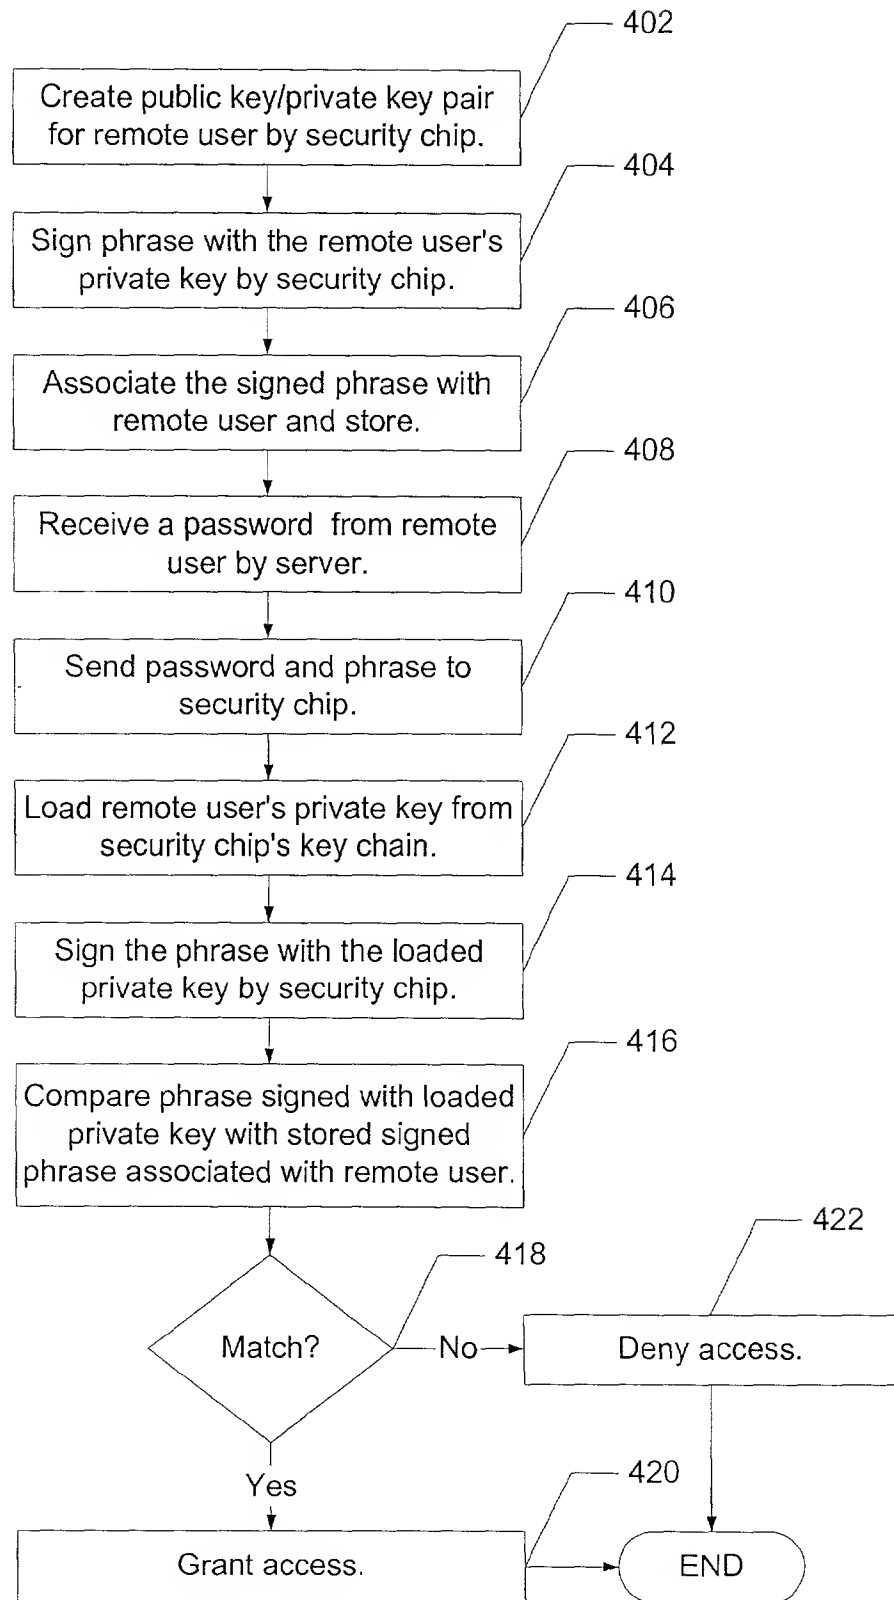 402
Create public key/private key pair
for remote user by security chip.
404
Sign phrase with the remote user's
private key by security chip.
406
Associate the signed phrase with
remote user and store.
408
Receive a password from remote
user by server.
410
Send password and phrase to
security chip.
412
Load remote user's private key from
security chip's key chain.
414
Sign the phrase with the loaded
private key by security chip.
416
Compare phrase signed with loaded
private key with stored signed
phrase associated with remote user.
422
418
Match?
No
Deny access.
Yes
420
Grant access.
END